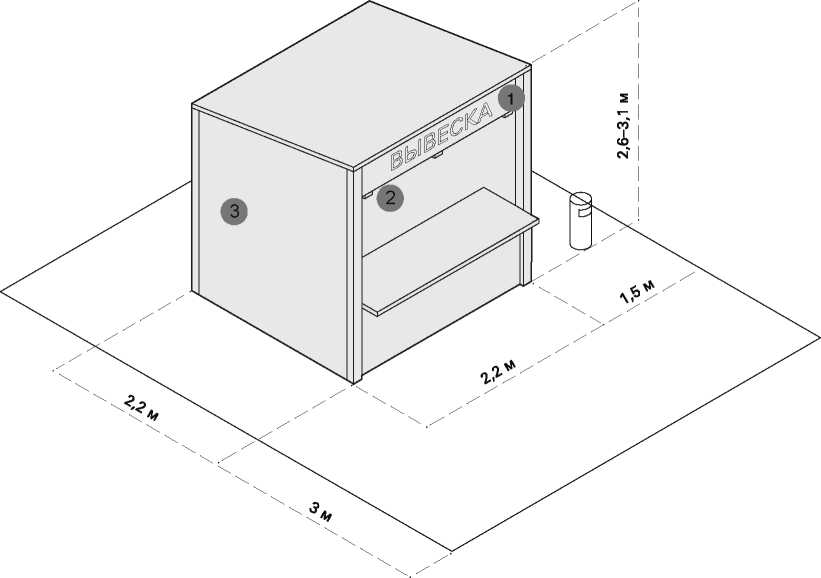 1
ВЫВЕСКА
2
3
2,6–3,1 м
1,5 м
2,2 м
2,2 м
3 м